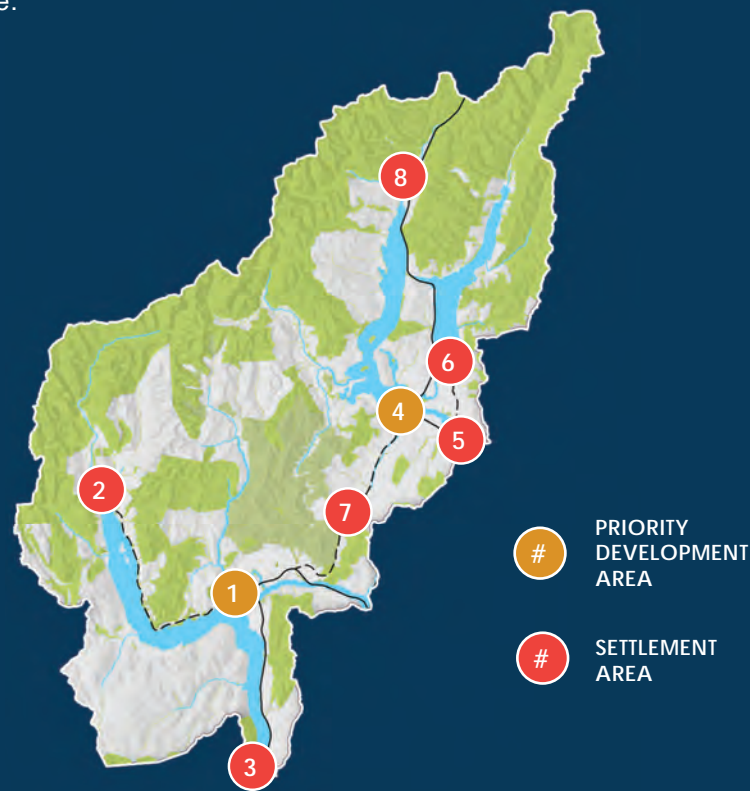 e.
8
6
4
5
2
7
1
3
#
PRIORITY
DEVELOPMENT
AREA
#
SETTLEMENT
AREA